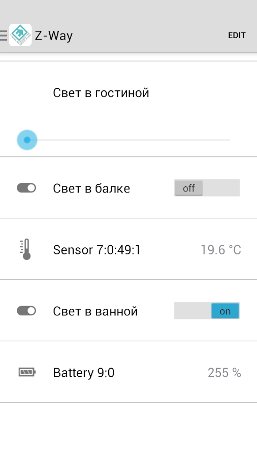 Z-Way
EDIT
Свет в гостиной
Свет в балке
off
Sensor 7:0:49:1
19.6 °C
Свет в ванной
on
Battery 9:0
255 %